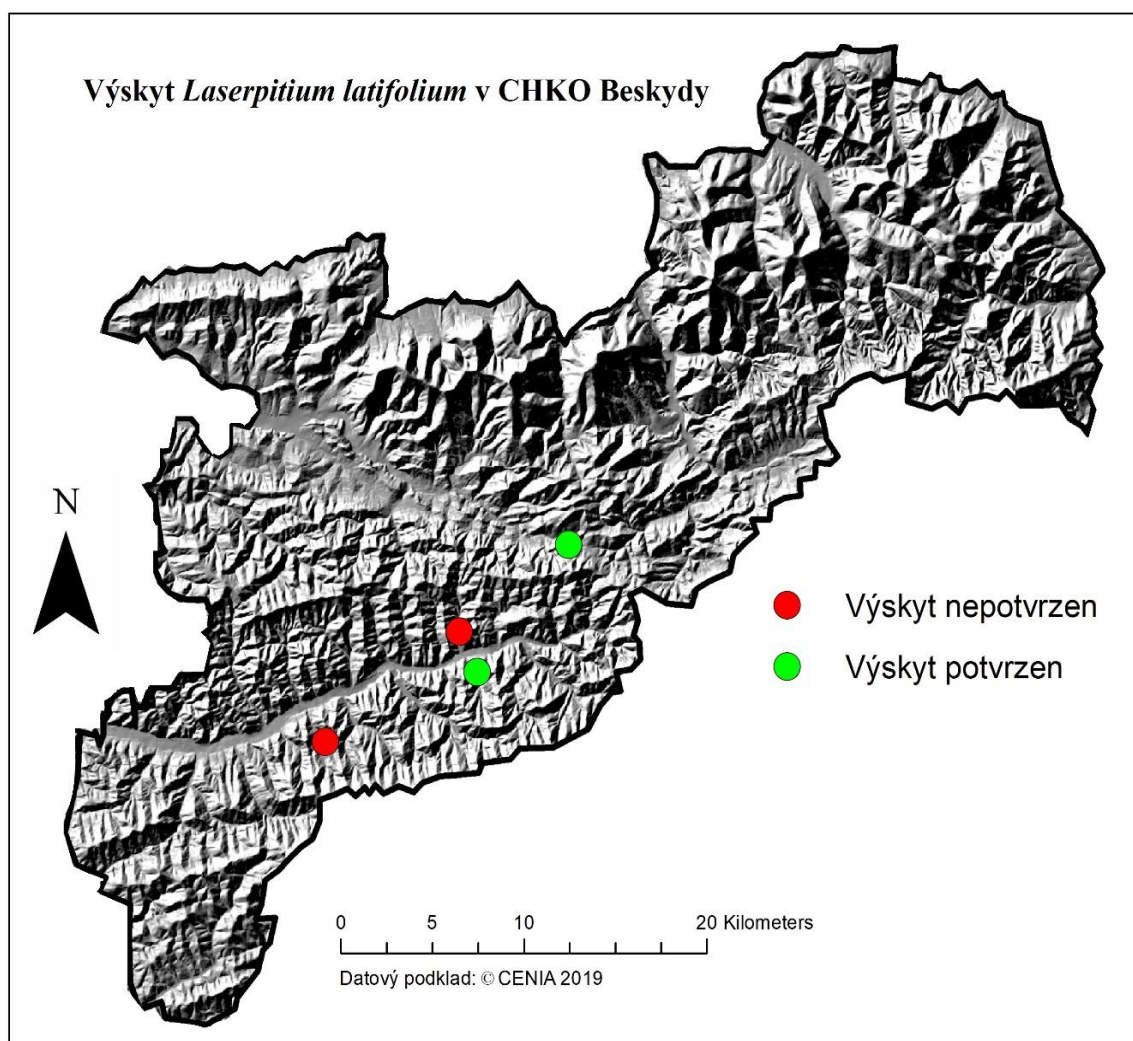 Výskyt Laserpitium latifolium v CHKO Beskydy
N
Výskyt nepotvrzen
Výskyt potvrzen
0 5 10 20 Kilometers
Datový podklad: © CENIA 2019